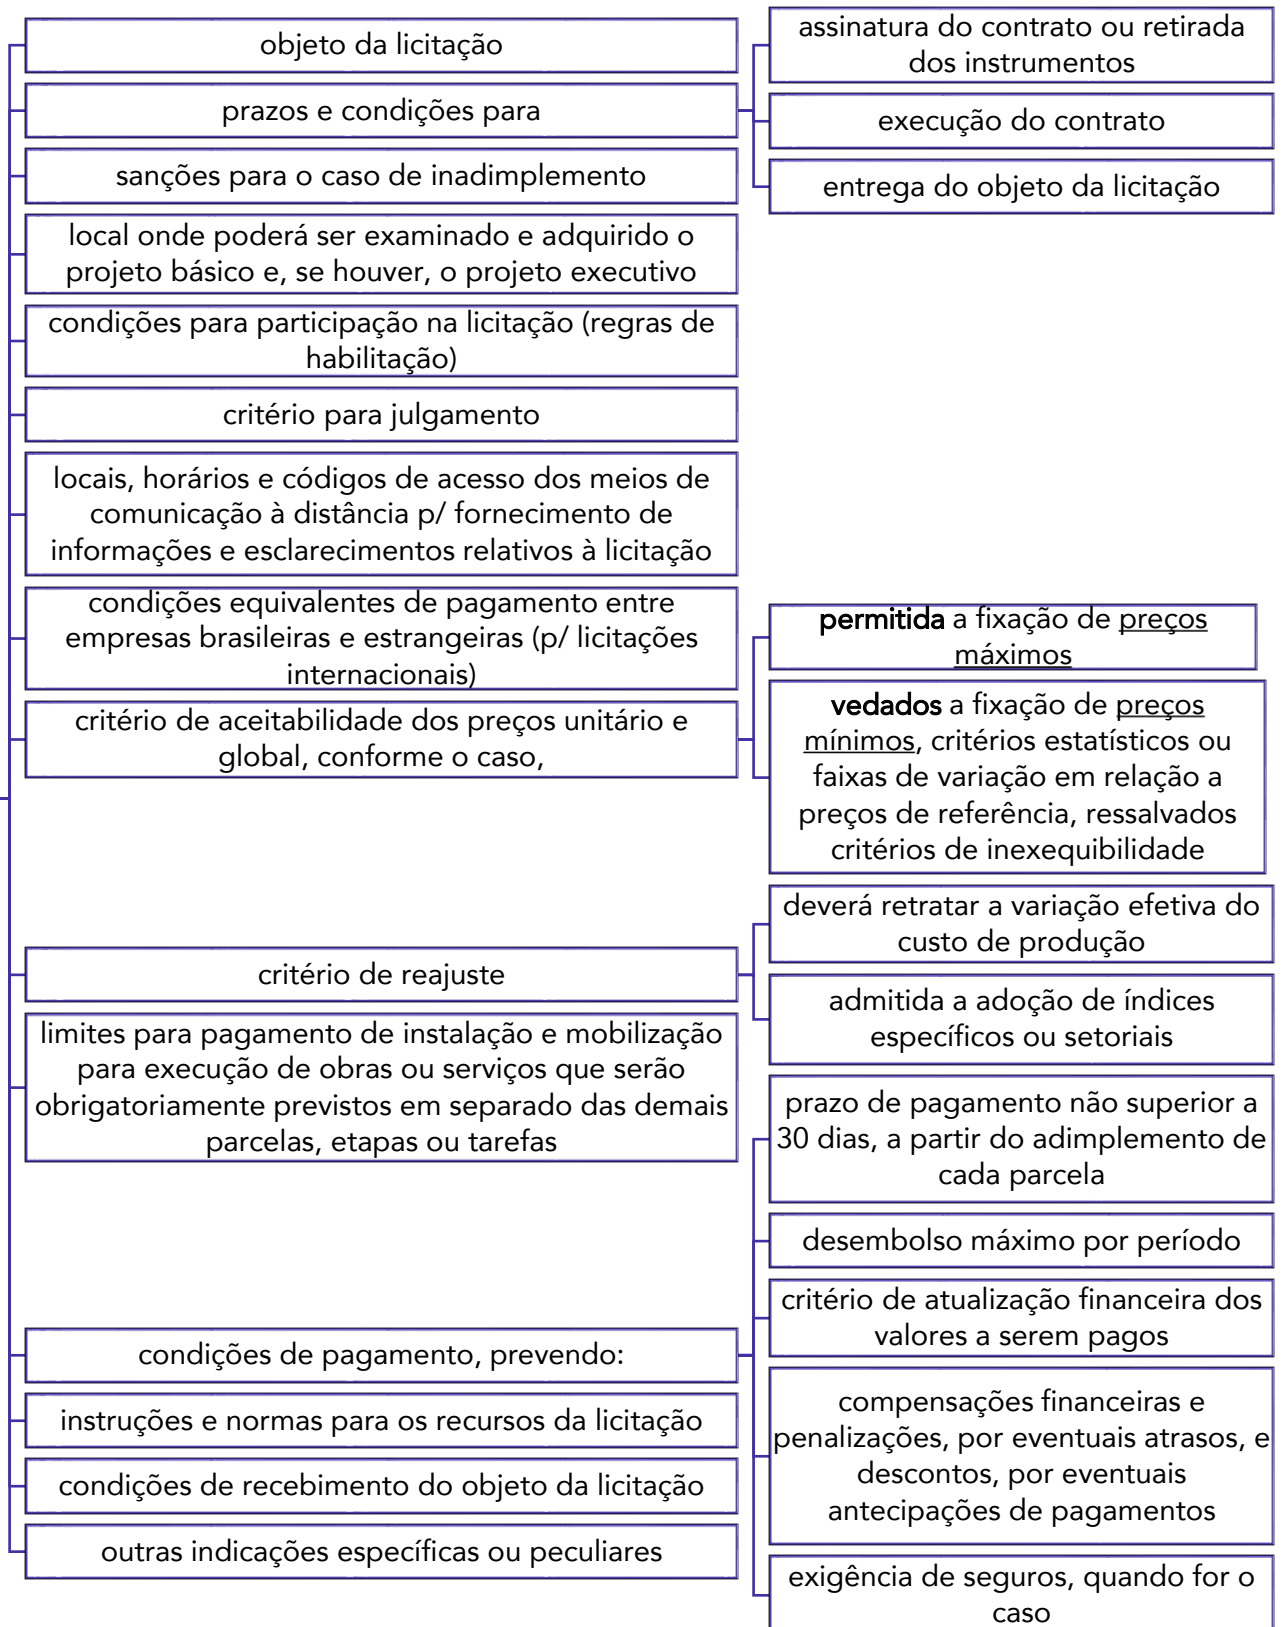 objeto da licitação
prazos e condições para
assinatura do contrato ou retirada
dos instrumentos
execução do contrato
entrega do objeto da licitação
sanções para o caso de inadimplemento
local onde poderá ser examinado e adquirido o
projeto básico e, se houver, o projeto executivo
condições para participação na licitação (regras de
habilitação)
critério para julgamento
locais, horários e códigos de acesso dos meios de
comunicação à distância p/ fornecimento de
informações e esclarecimentos relativos à licitação
condições equivalentes de pagamento entre
empresas brasileiras e estrangeiras (p/ licitações
internacionais)
critério de aceitabilidade dos preços unitário e
global, conforme o caso,
permitida a fixação de preços
máximos
vedados a fixação de preços
mínimos, critérios estatísticos ou
faixas de variação em relação a
preços de referência, ressalvados
critérios de inexequibilidade
critério de reajuste
deverá retratar a variação efetiva do
custo de produção
admitida a adoção de índices
específicos ou setoriais
limites para pagamento de instalação e mobilização
para execução de obras ou serviços que serão
obrigatoriamente previstos em separado das demais
parcelas, etapas ou tarefas
condições de pagamento, prevendo:
prazo de pagamento não superior a
30 dias, a partir do adimplemento de
cada parcela
desembolso máximo por período
critério de atualização financeira dos
valores a serem pagos
compensações financeiras e
penalizações, por eventuais atrasos, e
descontos, por eventuais
antecipações de pagamentos
exigência de seguros, quando for o
caso
instruções e normas para os recursos da licitação
condições de recebimento do objeto da licitação
outras indicações específicas ou peculiares